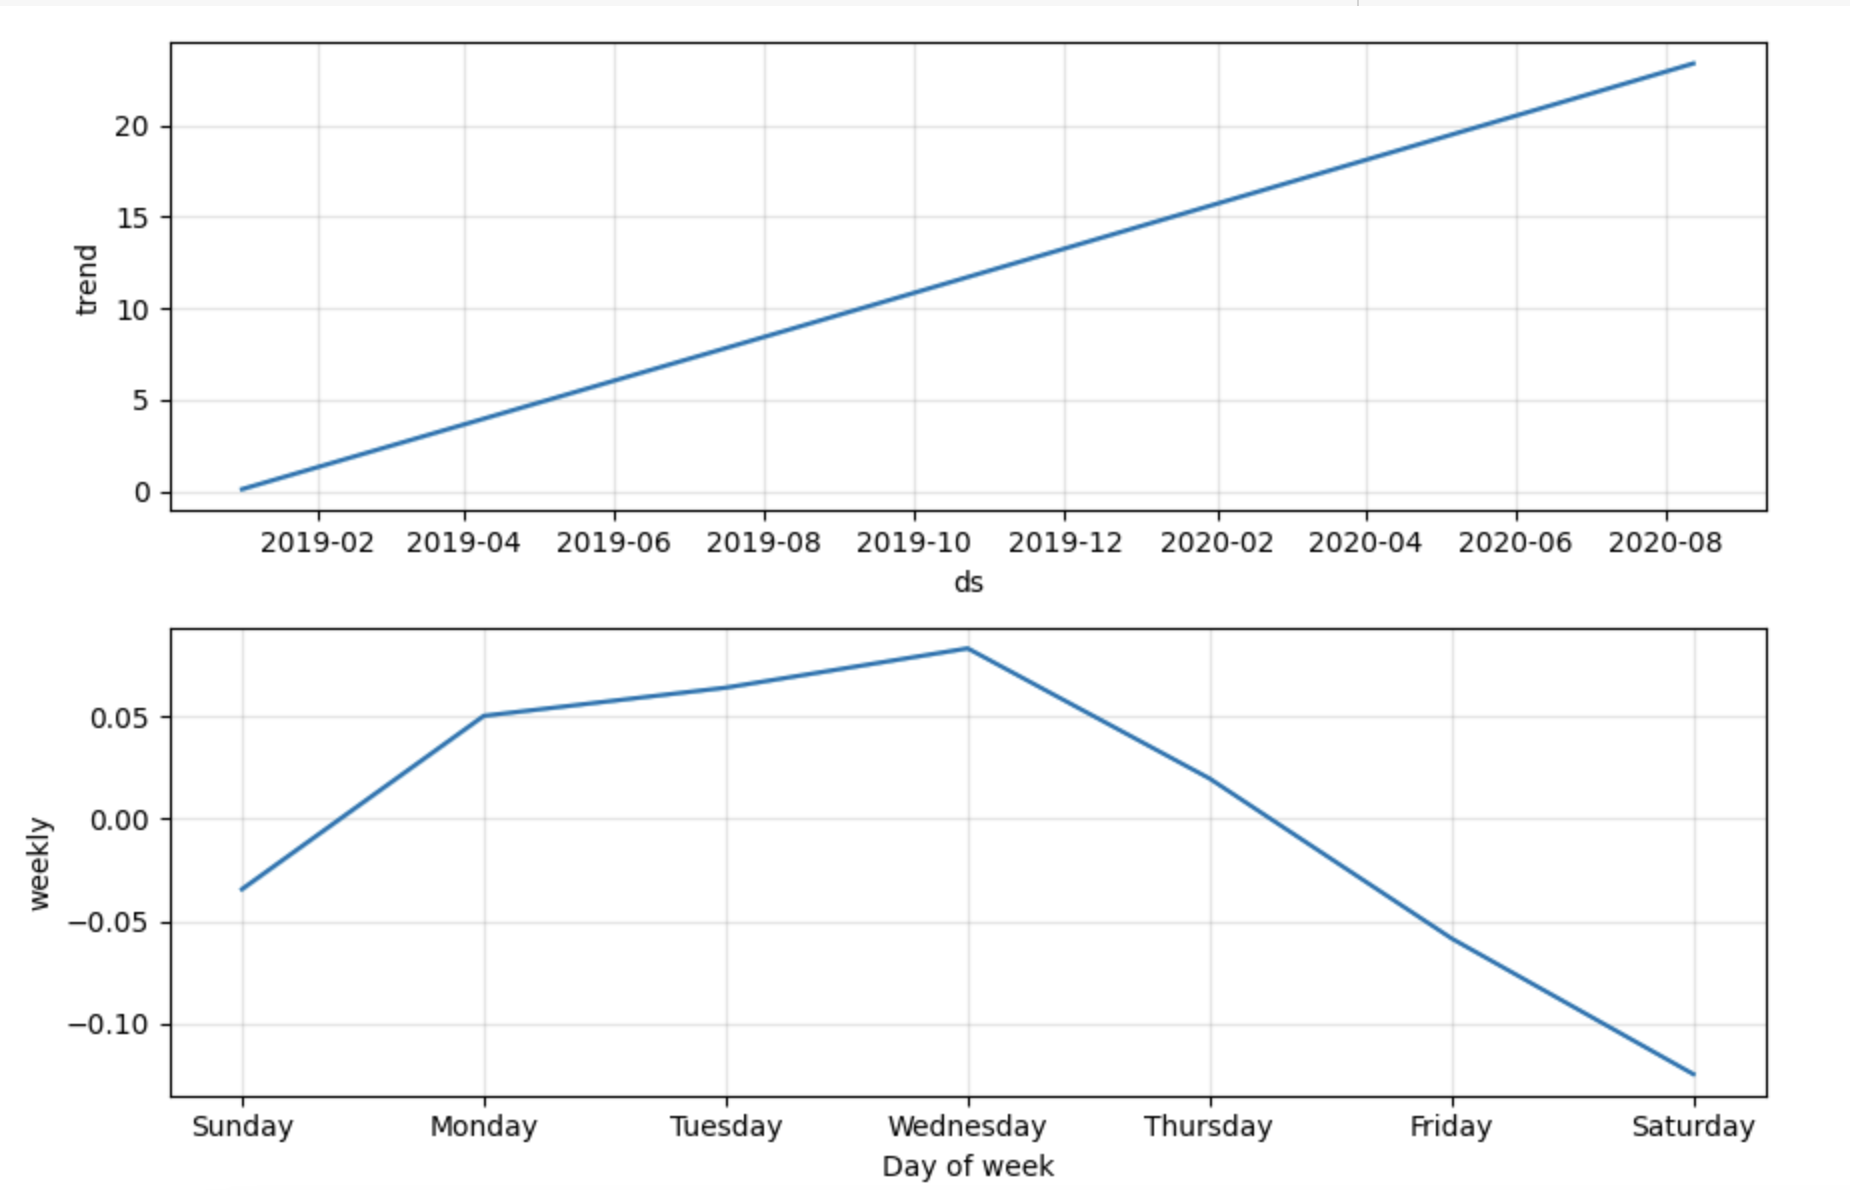 20
15
10
5
0
trend
2019-02 2019-04 2019-06 2019-08 2019-10 2019-12 2020-02 2020-04 2020-06 2020-08
ds
0.05
0.00
−0.05
−0.10
weekly
Sunday Monday Tuesday Wednesday Thursday Friday Saturday
Day of week